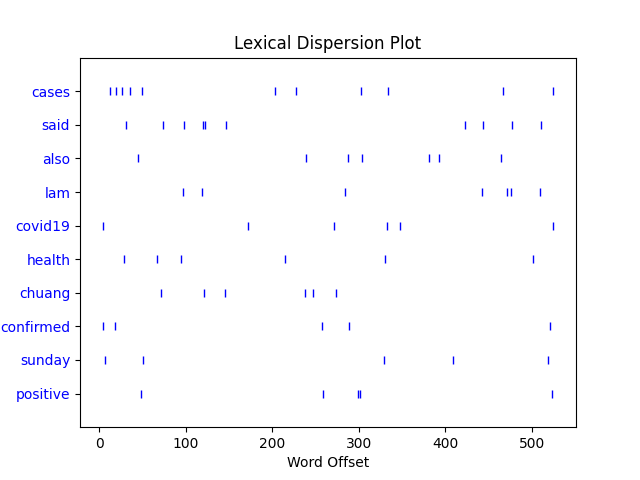 Lexical Dispersion Plot
cases
said
also
lam
covid19
health
chuang
confirmed
sunday
positive
0 100 200 300 400 500
Word Offset